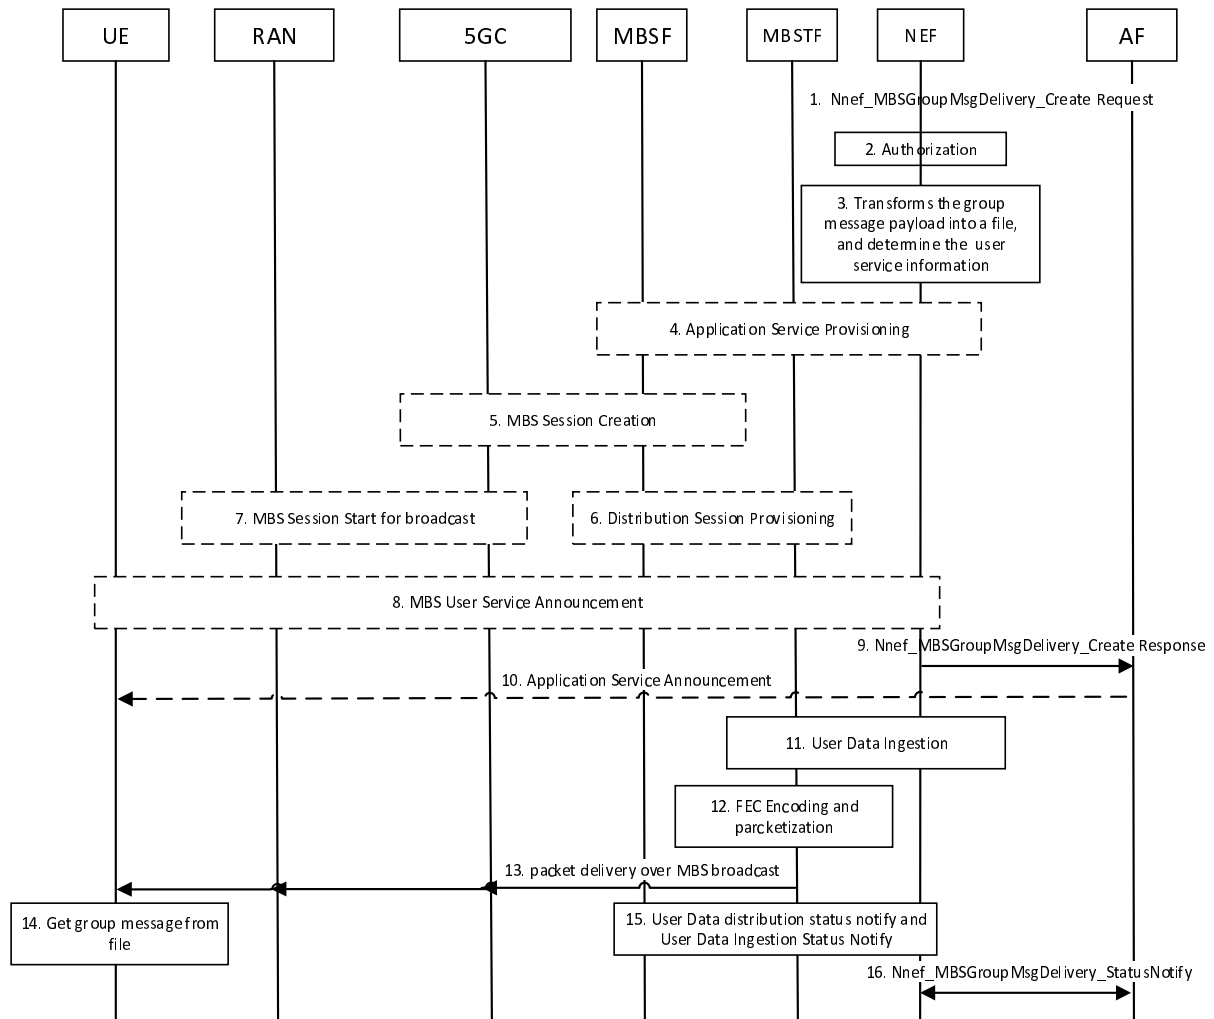 UE
RAN
5GC
MBSF
MBSTF
NEF
AF
1. Nnef_MBSGroupMsgDelivery_Create Request
2. Authorization
3. Transforms the group
message payload into a file,
and determine the user
service information
4. Application Service Provisioning
5. MBS Session Creation
7. MBS Session Start for broadcast
6. Distribution Session Provisioning
8. MBS User Service Announcement
9. Nnef_MBSGroupMsgDelivery_Create Response
10. Application Service Announcement
11. User Data Ingestion
12. FEC Encoding and
parcketization
13. packet delivery over MBS broadcast
14. Get group message from
file
15. User Data distribution status notify and
User Data Ingestion Status Notify
16. Nnef_MBSGroupMsgDelivery_StatusNotify